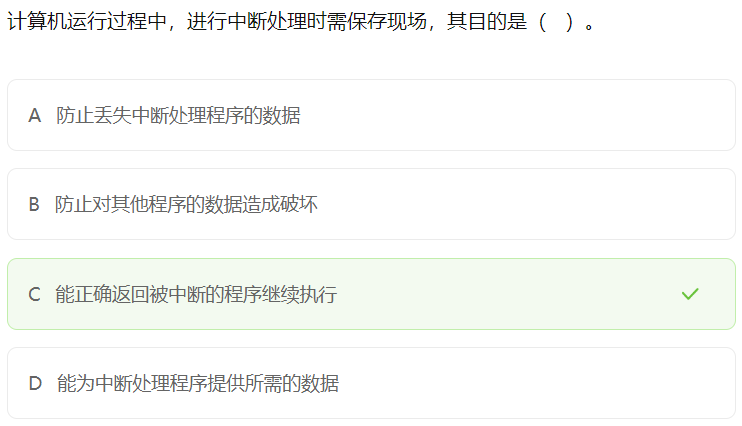 计算机运行过程中，进行中断处理时需保存现场，其目的是（ ）。
A 防止丢失中断处理程序的数据
B 防止对其他程序的数据造成破坏
C 能正确返回被中断的程序继续执行
D 能为中断处理程序提供所需的数据